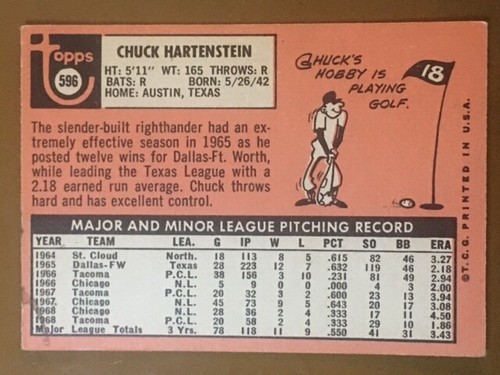 topps
596
CHUCK HARTENSTEIN
HT: 5'11" WT: 165 THROWS: R
BATS: R BORN: 5/26/42
HOME: AUSTIN, TEXAS
CHUCK'S
HOBBY IS
PLAYING
GOLF.
18
The slender-built righthander had an ex-
tremely effective season in 1965 as he
posted twelve wins for Dallas-Ft. Worth,
while leading the Texas League with a
2.18 earned run average. Chuck throws
hard and has excellent control.
MAJOR AND MINOR LEAGUE PITCHING RECORD
YEAR TEAM LEA. G IP W L PCT SO BB ERA
1964 St. Cloud North. 18 113 8 5 .615 82 46 3.27
1965 Dallas-FW Texas 28 223 12 7 .632 119 46 2.18
1966 Tacoma P.C.L. 38 156 3 10 .231 81 49 2.94
1966 Chicago N.L. 5 9 0 0 .000 4 3 2.00
1967 Tacoma P.C.L. 20 32 3 2 .600 23 13 3.94
1967 Chicago N.L. 45 73 9 5 .643 20 17 3.08
1968 Chicago N.L. 28 36 2 4 .333 17 11 4.50
1968 Tacoma P.C.L. 20 58 2 4 .333 29 10 1.86
Major League Totals 3 Yrs. 78 118 11 9 .550 41 31 3.43
© T.C.G. PRINTED IN U.S.A.